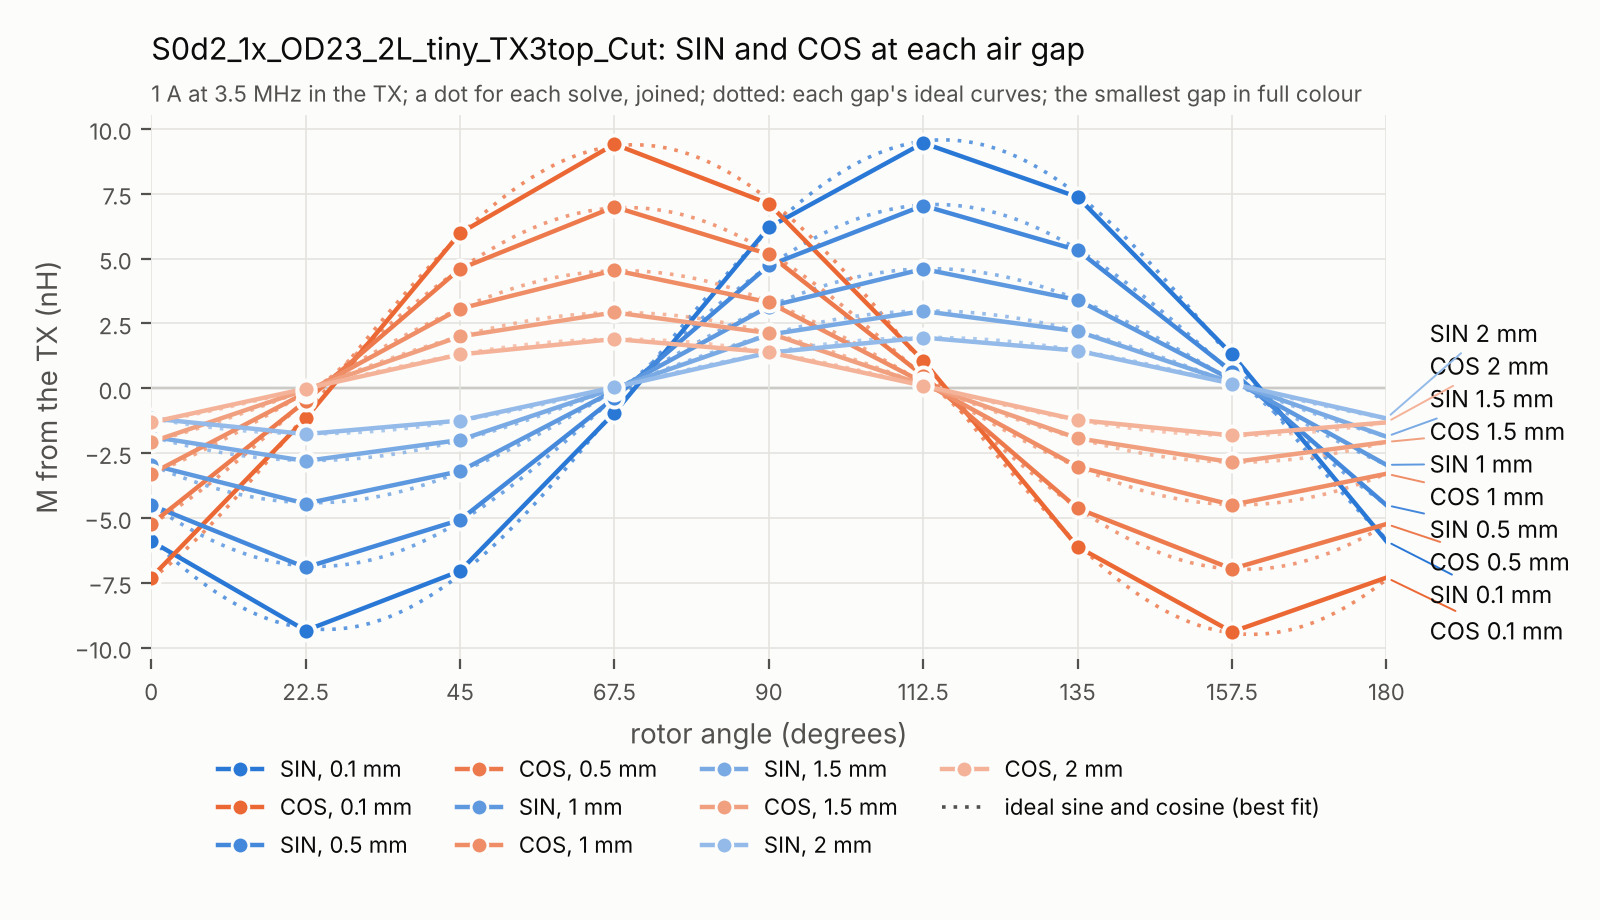 S0d2_1x_OD23_2L_tiny_TX3top_Cut: SIN and COS at each air gap
1 A at 3.5 MHz in the TX; a dot for each solve, joined; dotted: each gap's ideal curves; the smallest gap in full colour
M from the TX (nH)
10.0
7.5
5.0
2.5
0.0
−2.5
−5.0
−7.5
−10.0
SIN 2 mm
COS 2 mm
SIN 1.5 mm
COS 1.5 mm
SIN 1 mm
COS 1 mm
SIN 0.5 mm
COS 0.5 mm
SIN 0.1 mm
COS 0.1 mm
0 22.5 45 67.5 90 112.5 135 157.5 180
rotor angle (degrees)
SIN, 0.1 mm COS, 0.5 mm SIN, 1.5 mm COS, 2 mm
COS, 0.1 mm SIN, 1 mm COS, 1.5 mm ideal sine and cosine (best fit)
SIN, 0.5 mm COS, 1 mm SIN, 2 mm